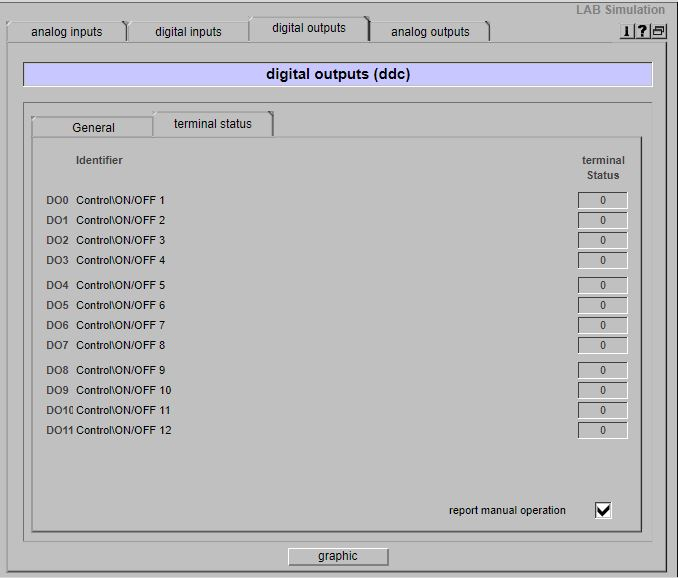 LAB Simulation
analog inputs digital inputs digital outputs analog outputs
1 ?
digital outputs (ddc)
General terminal status
Identifier terminal
Status
DO0 Control\ON/OFF 1 0
DO1 Control\ON/OFF 2 0
DO2 Control\ON/OFF 3 0
DO3 Control\ON/OFF 4 0
DO4 Control\ON/OFF 5 0
DO5 Control\ON/OFF 6 0
DO6 Control\ON/OFF 7 0
DO7 Control\ON/OFF 8 0
DO8 Control\ON/OFF 9 0
DO9 Control\ON/OFF 10 0
DO10 Control\ON/OFF 11 0
DO11 Control\ON/OFF 12 0
report manual operation
graphic